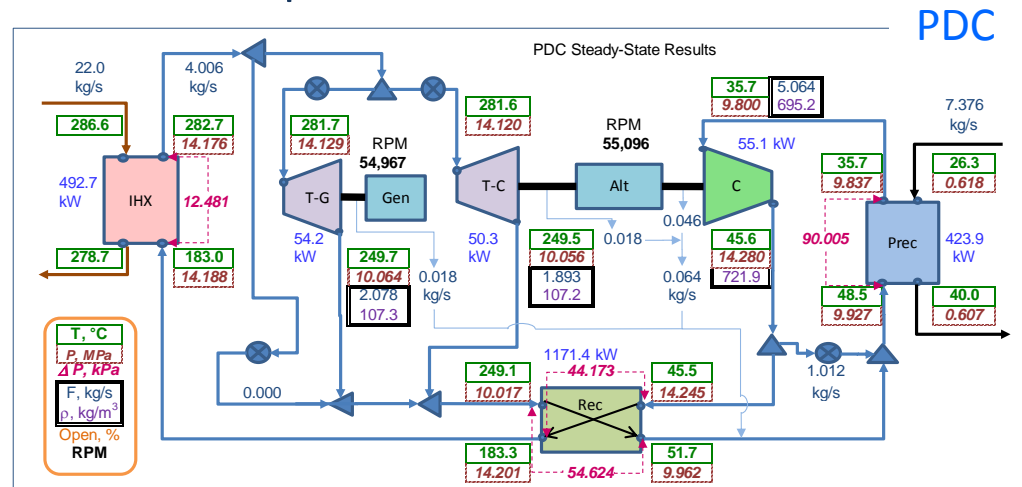 PDC
PDC Steady-State Results
22.0
kg/s
4.006
kg/s
286.6
282.7
14.176
492.7
kW
IHX
12.481
278.7
183.0
14.188
281.7
14.129
RPM
54,967
T-G
Gen
54.2
kW
249.7
10.064
2.078
107.3
0.018
kg/s
281.6
14.120
T-C
50.3
kW
RPM
55,096
Alt
249.5
10.056
1.893
107.2
0.018
0.046
0.064
kg/s
35.7
9.800
5.064
695.2
55.1 kW
C
45.6
14.280
721.9
7.376
kg/s
35.7
9.837
26.3
0.618
90.005
Prec
423.9
kW
48.5
9.927
40.0
0.607
1.012
kg/s
T, °C
P, MPa
Δ P, kPa
F, kg/s
ρ, kg/m³
Open, %
RPM
0.000
1171.4 kW
249.1
10.017
44.173
45.5
14.245
Rec
183.3
14.201
54.624
51.7
9.962